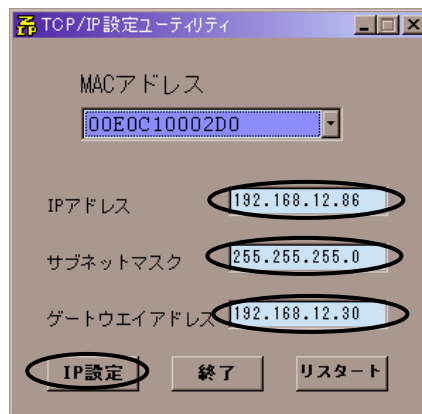 TCP/IP設定ユーティリティ
MACアドレス
00E0C10002D0
IPアドレス 192.168.12.86
サブネットマスク 255.255.255.0
ゲートウエイアドレス 192.168.12.30
IP設定 終了 リスタート